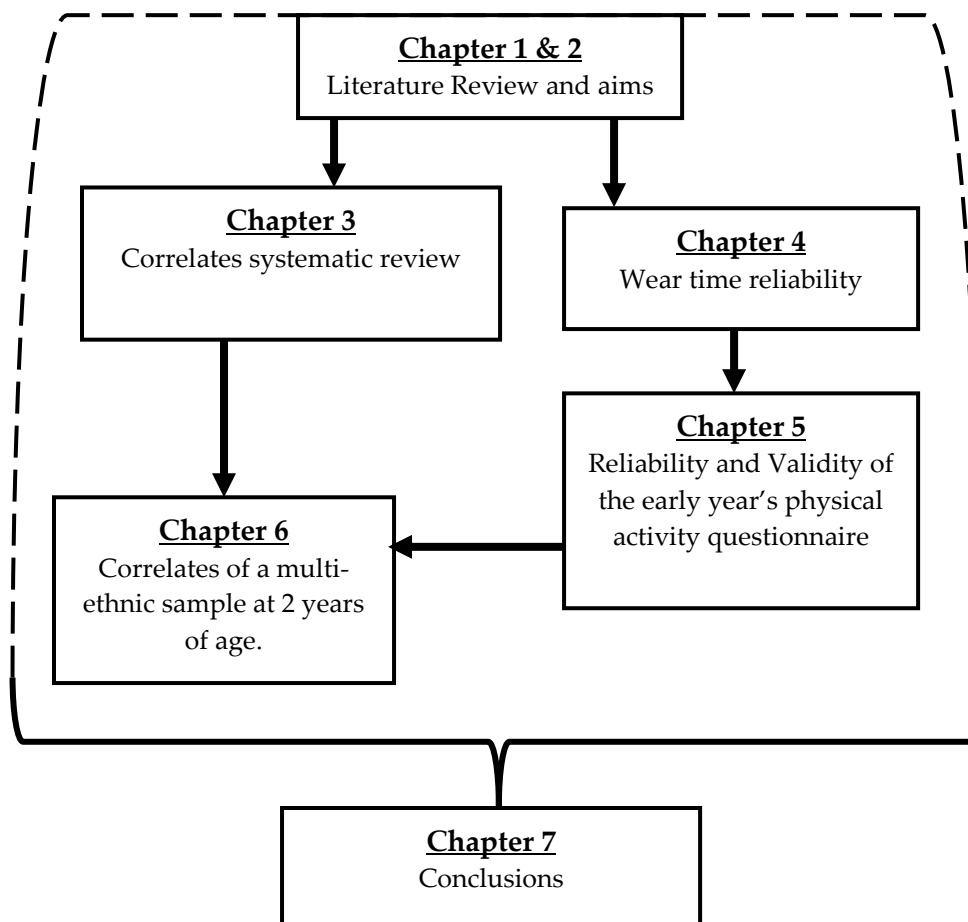 Chapter 1 & 2
Literature Review and aims
Chapter 3
Correlates systematic review
Chapter 4
Wear time reliability
Chapter 5
Reliability and Validity of
the early year’s physical
activity questionnaire
Chapter 6
Correlates of a multi-
ethnic sample at 2 years
of age.
Chapter 7
Conclusions